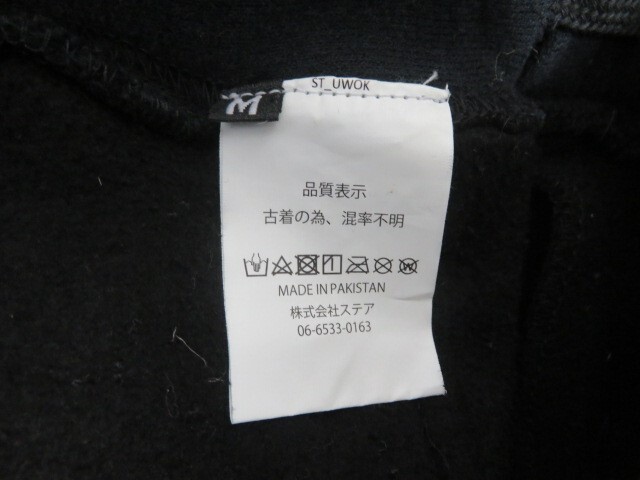 ST_UWOK
M
品質表示
古着の為、混率不明
MADE IN PAKISTAN
株式会社ステア
06-6533-0163